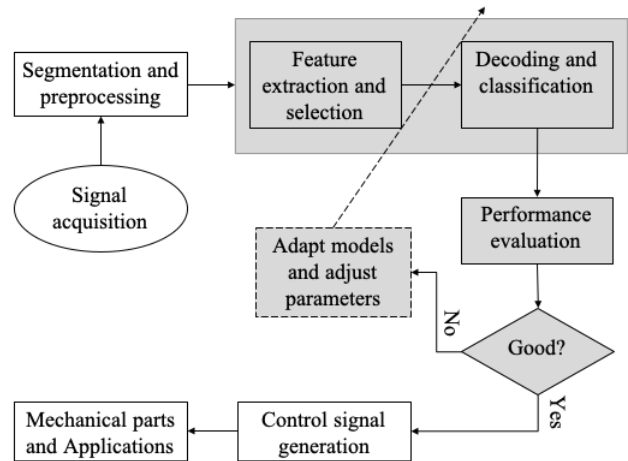 Segmentation and
preprocessing
Feature
extraction and
selection
Decoding and
classification
Signal
acquisition
Performance
evaluation
Adapt models
and adjust
parameters
No
Good?
Yes
Mechanical parts
and Applications
Control signal
generation